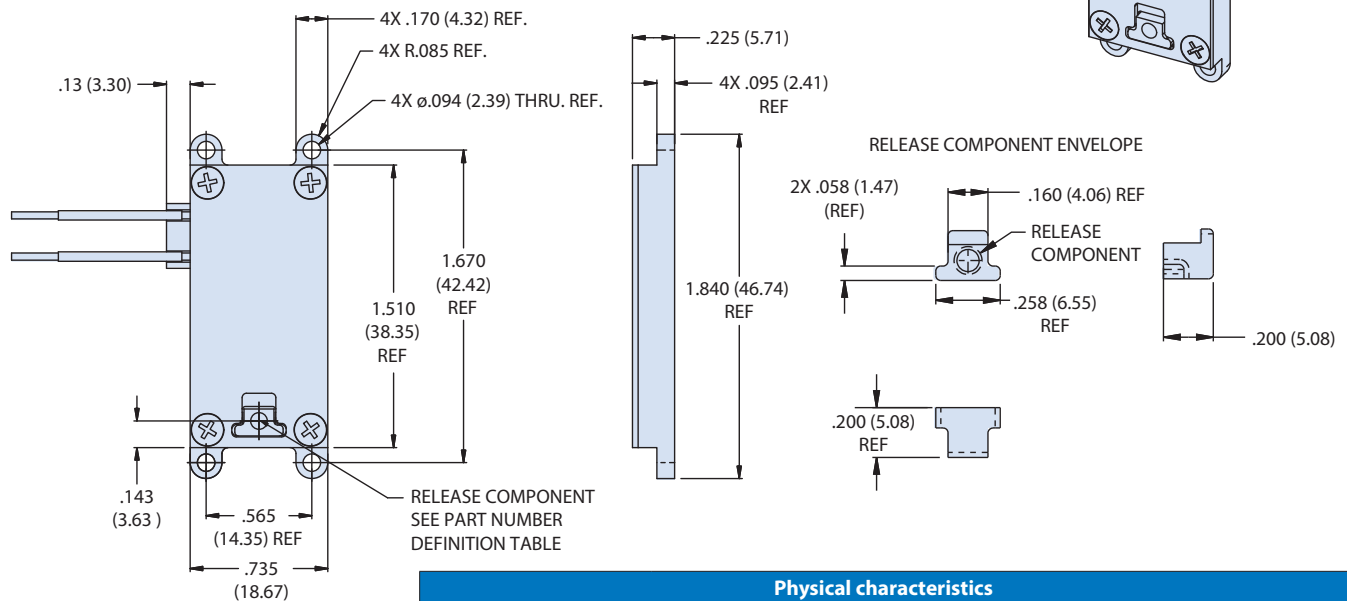 4X .170 (4.32) REF.
4X R.085 REF.
.13 (3.30)
4X ø.094 (2.39) THRU. REF.
1.670
(42.42)
REF
1.510
(38.35)
REF
.143
(3.63 )
.565
(14.35) REF
.735
(18.67)
RELEASE COMPONENT
SEE PART NUMBER
DEFINITION TABLE
.225 (5.71)
4X .095 (2.41)
REF
1.840 (46.74)
REF
RELEASE COMPONENT ENVELOPE
2X .058 (1.47)
(REF)
.160 (4.06) REF
RELEASE
COMPONENT
.258 (6.55)
REF
.200 (5.08)
.200 (5.08)
REF
Physical characteristics